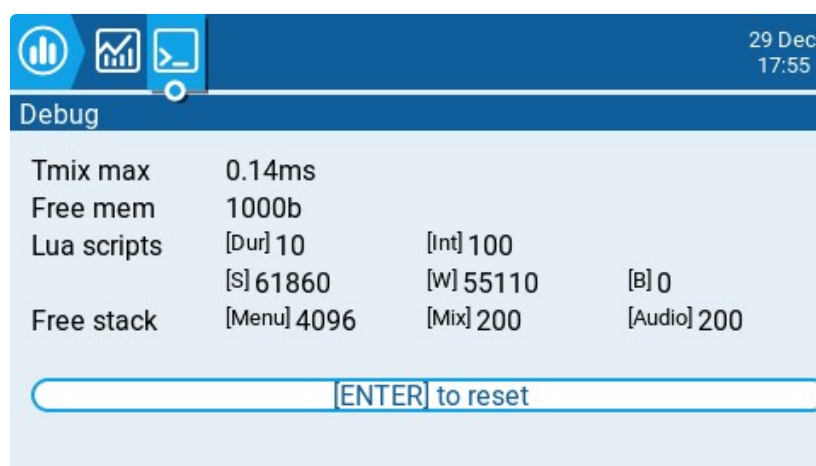 29 Dec
17:55
Debug
Tmix max 0.14ms
Free mem 1000b
Lua scripts [Dur] 10 [Int] 100
[S] 61860 [W] 55110 [B] 0
Free stack [Menu] 4096 [Mix] 200 [Audio] 200
[ENTER] to reset